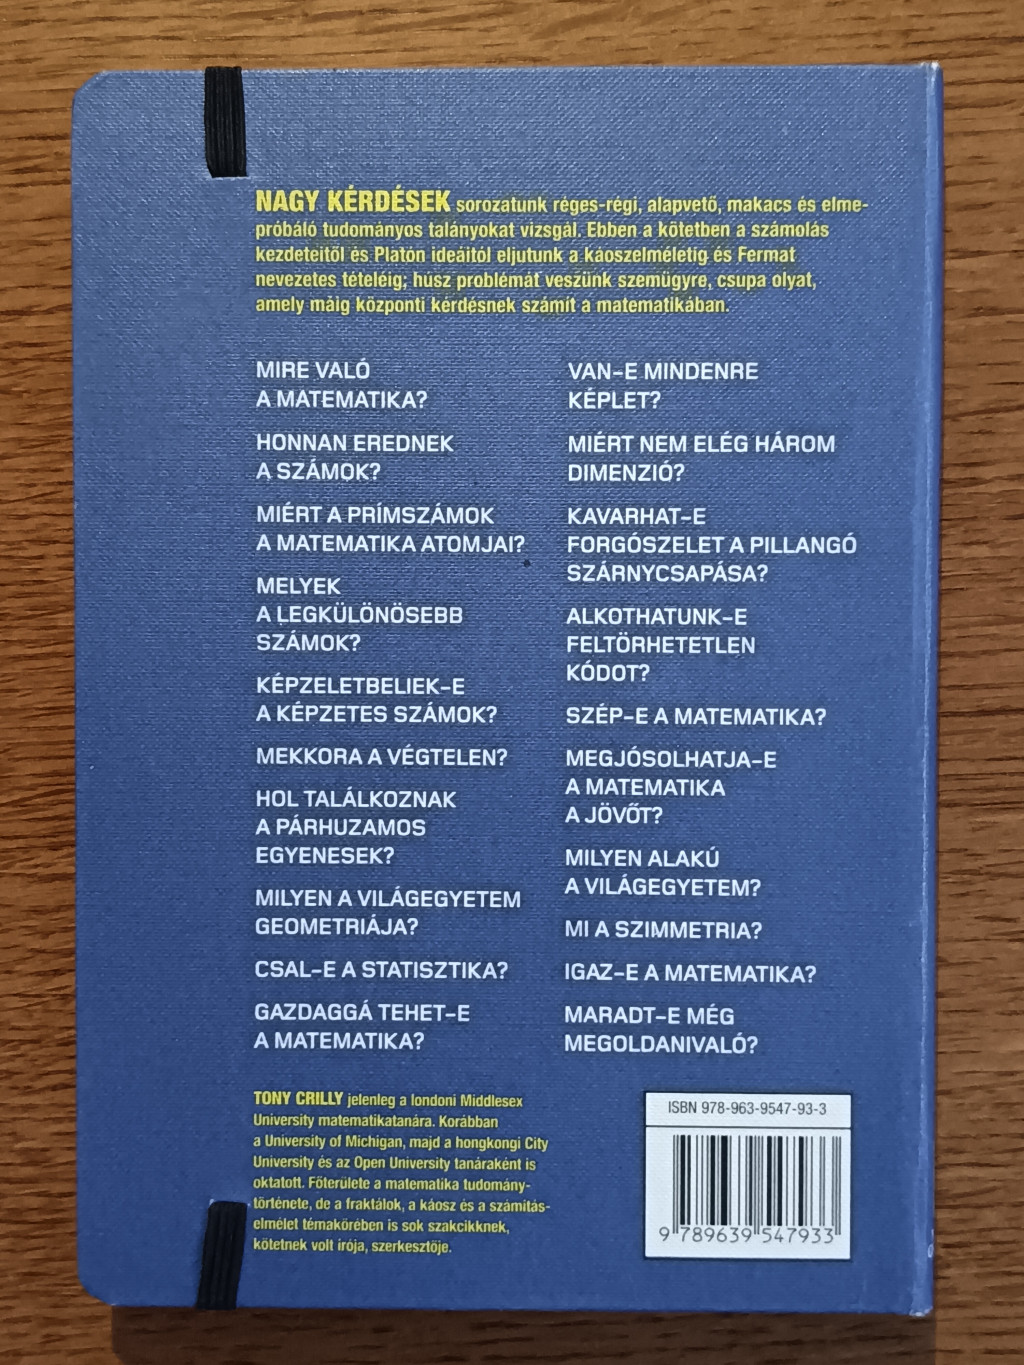 NAGY KÉRDÉSEK sorozatunk réges-régi, alapvető, makacs és elme-
próbáló tudományos talányokat vizsgál. Ebben a kötetben a számolás
kezdeteitől és Platón ideáitól eljutunk a káoszelméletig és Fermat
nevezetes tételéig; húsz problémát veszünk szemügyre, csupa olyat,
amely máig központi kérdésnek számít a matematikában.
MIRE VALÓ
A MATEMATIKA?
HONNAN EREDNEK
A SZÁMOK?
MIÉRT A PRÍMSZÁMOK
A MATEMATIKA ATOMJAI?
MELYEK
A LEGKÜLÖNÖSEBB
SZÁMOK?
KÉPZELETBELIEK-E
A KÉPZETES SZÁMOK?
MEKKORA A VÉGTELEN?
HOL TALÁLKOZNAK
A PÁRHUZAMOS
EGYENESEK?
MILYEN A VILÁGEGYETEM
GEOMETRIÁJA?
CSAL-E A STATISZTIKA?
GAZDAGGÁ TEHET-E
A MATEMATIKA?
VAN-E MINDENRE
KÉPLET?
MIÉRT NEM ELÉG HÁROM
DIMENZIÓ?
KAVARHAT-E
FORGÓSZELET A PILLANGÓ
SZÁRNYCSAPÁSA?
ALKOTHATUNK-E
FELTÖRHETETLEN
KÓDOT?
SZÉP-E A MATEMATIKA?
MEGJÓSOLHATJA-E
A MATEMATIKA
A JÖVŐT?
MILYEN ALAKÚ
A VILÁGEGYETEM?
MI A SZIMMETRIA?
IGAZ-E A MATEMATIKA?
MARADT-E MÉG
MEGOLDANIVALÓ?
TONY CRILLY jelenleg a londoni Middlesex
University matematikatanára. Korábban
a University of Michigan, majd a hongkongi City
University és az Open University tanáraként is
oktatott. Főterülete a matematika tudomány-
története, de a fraktálok, a káosz és a számítás-
elmélet témakörében is sok szakcikknek,
kötetnek volt írója, szerkesztője.
ISBN 978-963-9547-93-3
9 789639 547933